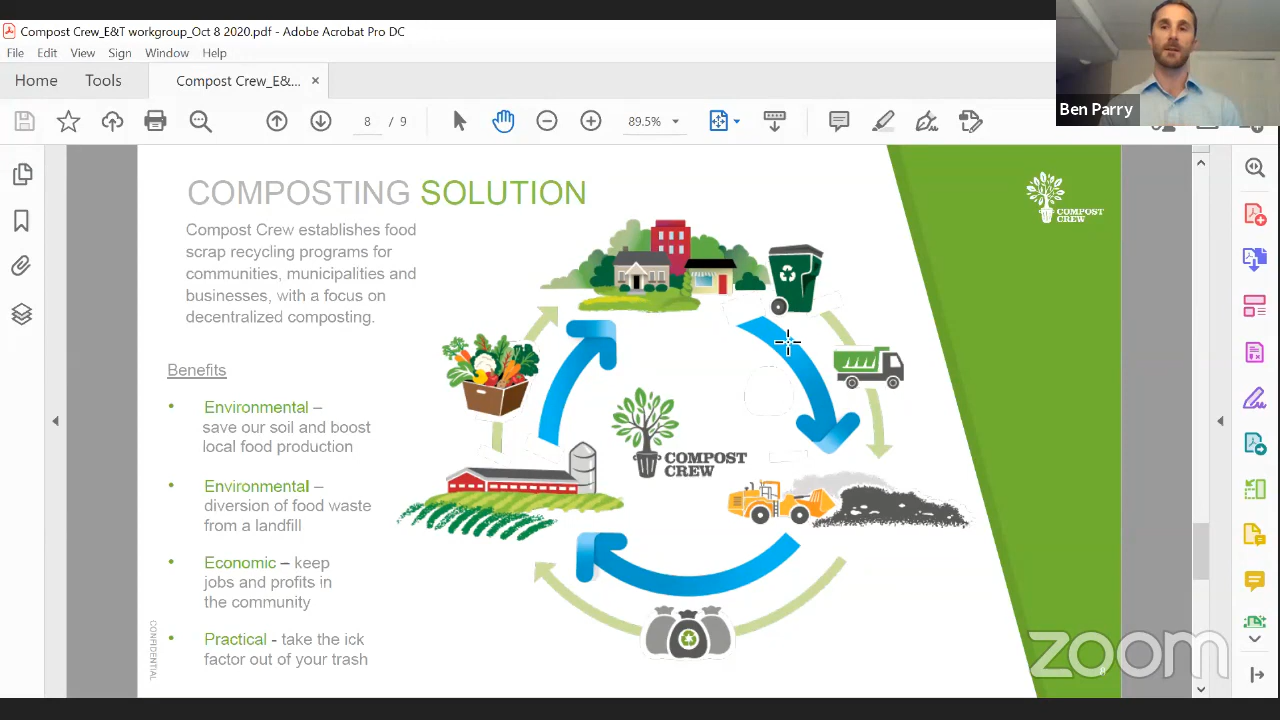 Compost Crew_E&T workgroup_Oct 8 2020.pdf - Adobe Acrobat Pro DC
File Edit View Sign Window Help
Home Tools Compost Crew_E&... ×
/ 9 89.5%
Ben Parry
COMPOSTING SOLUTION
Compost Crew establishes food
scrap recycling programs for
communities, municipalities and
businesses, with a focus on
decentralized composting.
COMPOST
CREW
Benefits
• Environmental –
save our soil and boost
local food production
• Environmental –
diversion of food waste
from a landfill
• Economic – keep
jobs and profits in
the community
• Practical - take the ick
factor out of your trash
COMPOST
CREW
CONFIDENTIAL
zoom
8